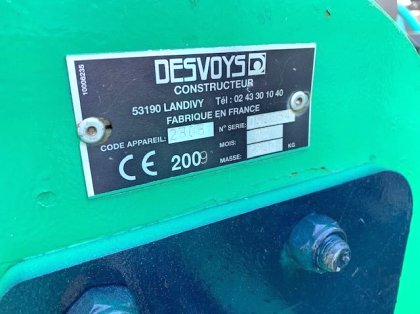 10006235
DESVOYS
CONSTRUCTEUR
53190 LANDIVY Tél : 02 43 30 10 40
FABRIQUE EN FRANCE
CODE APPAREIL: N° SERIE:
MOIS:
CE 2009 MASSE: KG